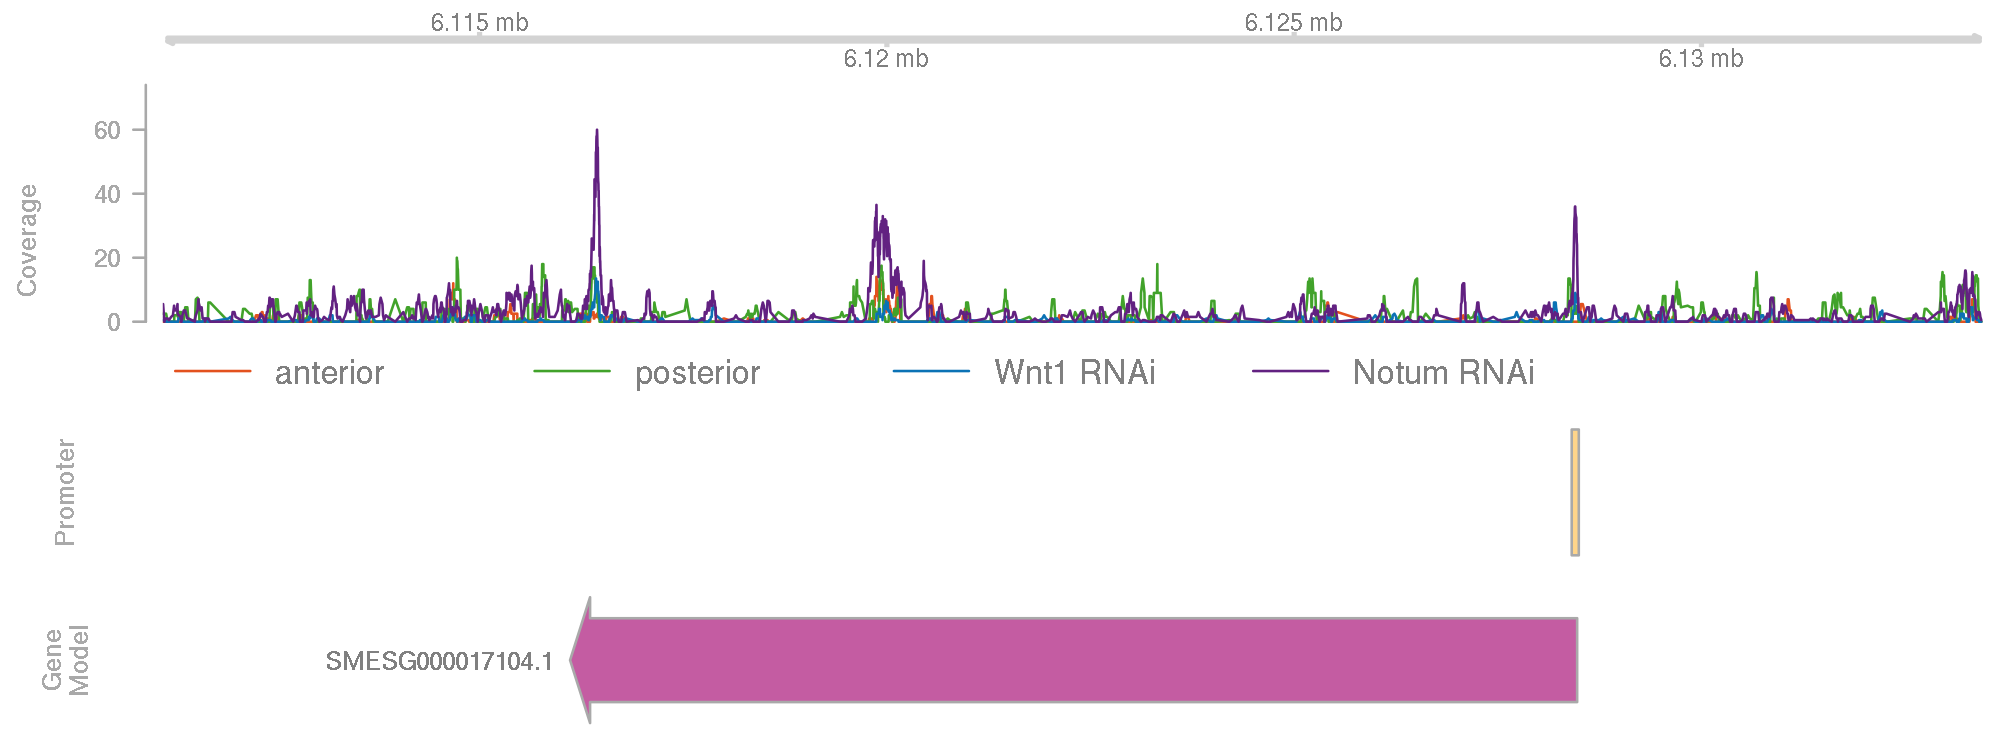 6.115 mb
6.125 mb
6.12 mb
6.13 mb
Coverage
60
40
20
0
anterior
posterior
Wnt1 RNAi
Notum RNAi
Promoter
0
Gene
Model
SMESG000017104.1